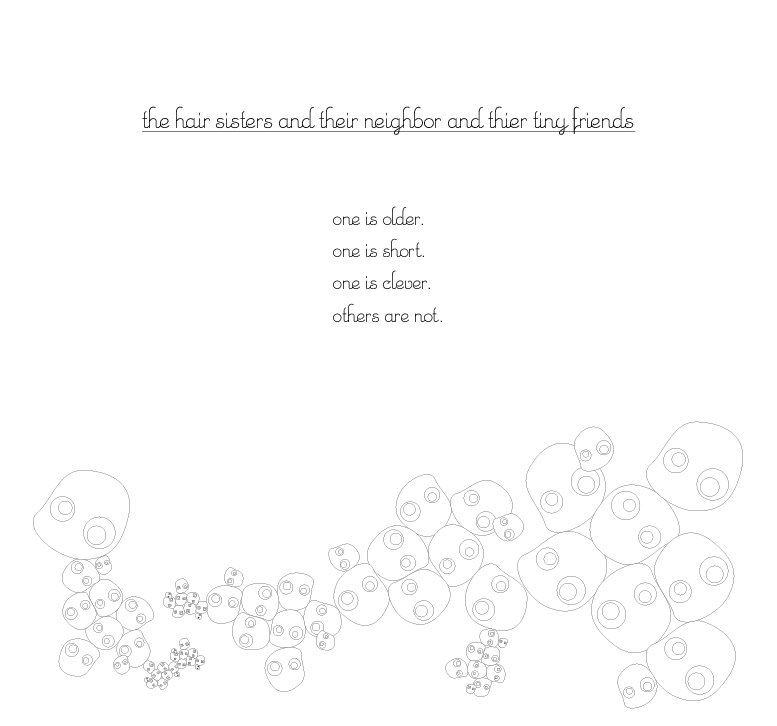 the hair sisters and their neighbor and thier tiny friends
one is older.
one is short.
one is clever.
others are not.